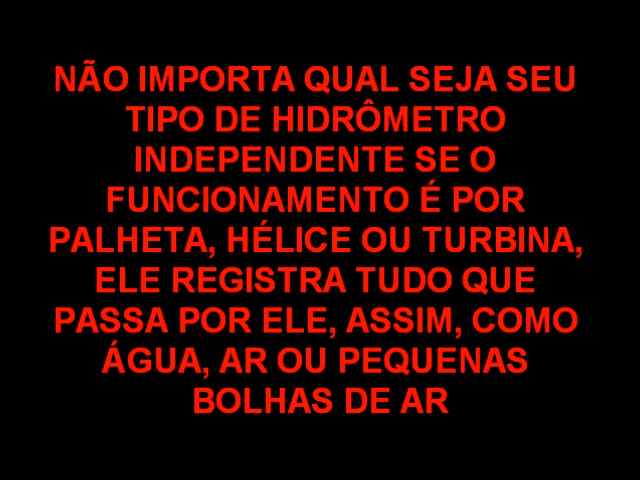 NÃO IMPORTA QUAL SEJA SEU
TIPO DE HIDRÔMETRO
INDEPENDENTE SE O
FUNCIONAMENTO É POR
PALHETA, HÉLICE OU TURBINA,
ELE REGISTRA TUDO QUE
PASSA POR ELE, ASSIM, COMO
ÁGUA, AR OU PEQUENAS
BOLHAS DE AR